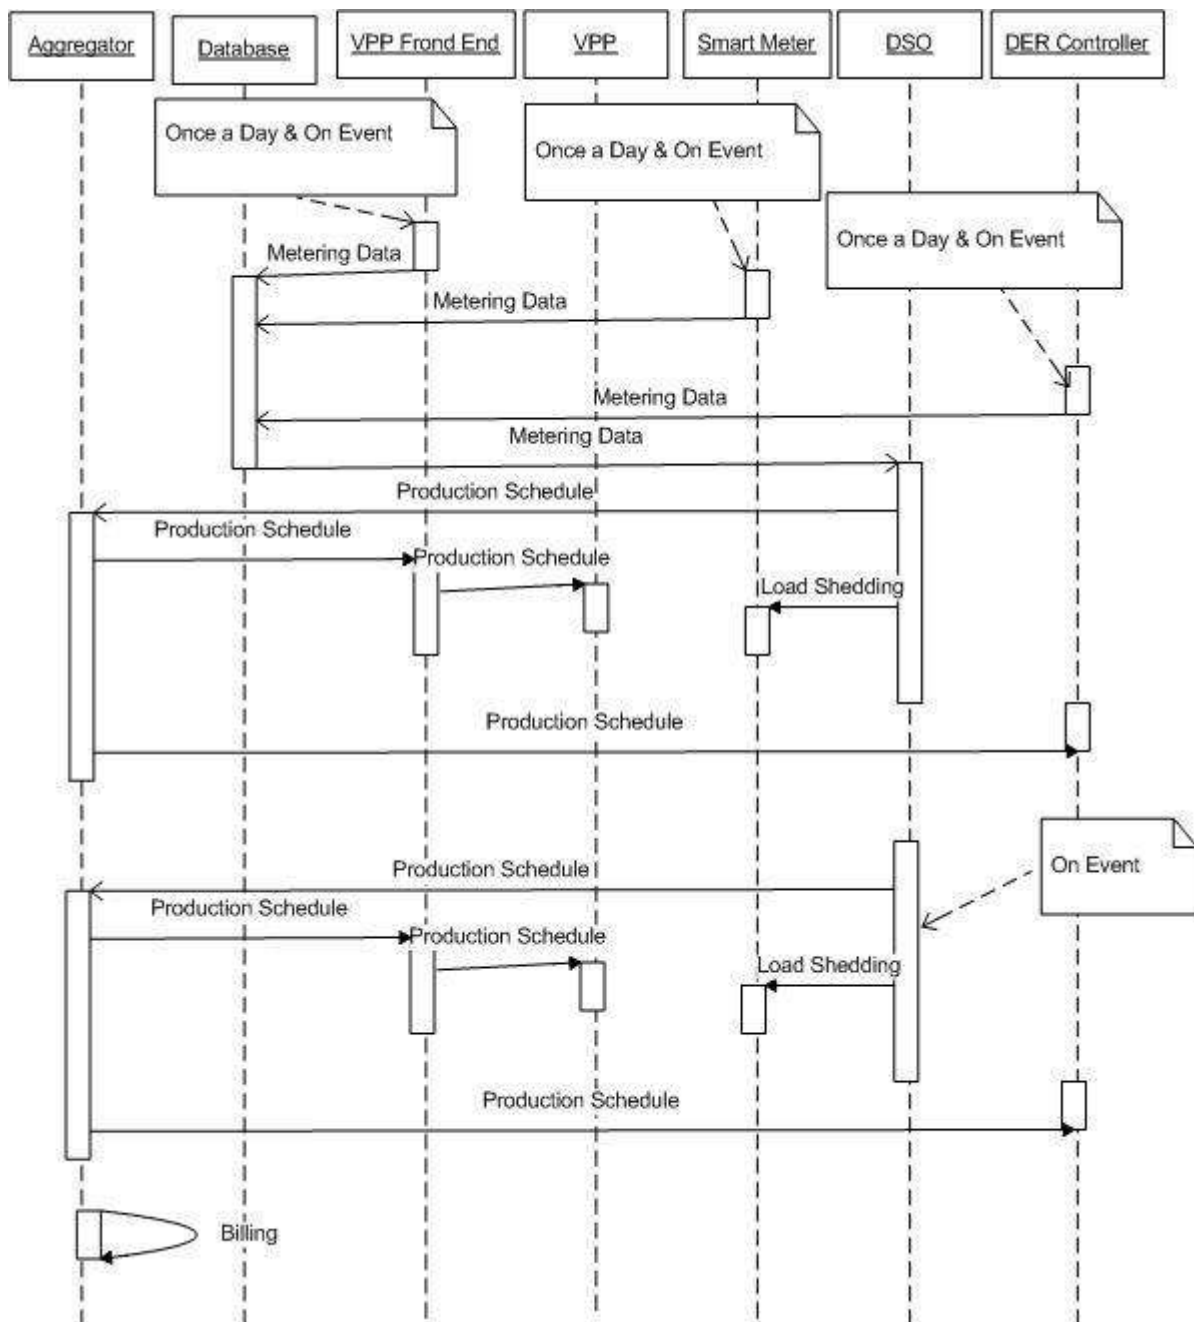 Aggregator
Database
VPP Frond End
VPP
Smart Meter
DSO
DER Controller
Once a Day & On Event
Once a Day & On Event
Once a Day & On Event
Metering Data
Metering Data
Metering Data
Metering Data
Production Schedule
Production Schedule
Production Schedule
Load Shedding
Production Schedule
On Event
Production Schedule
Production Schedule
Production Schedule
Load Shedding
Production Schedule
Billing